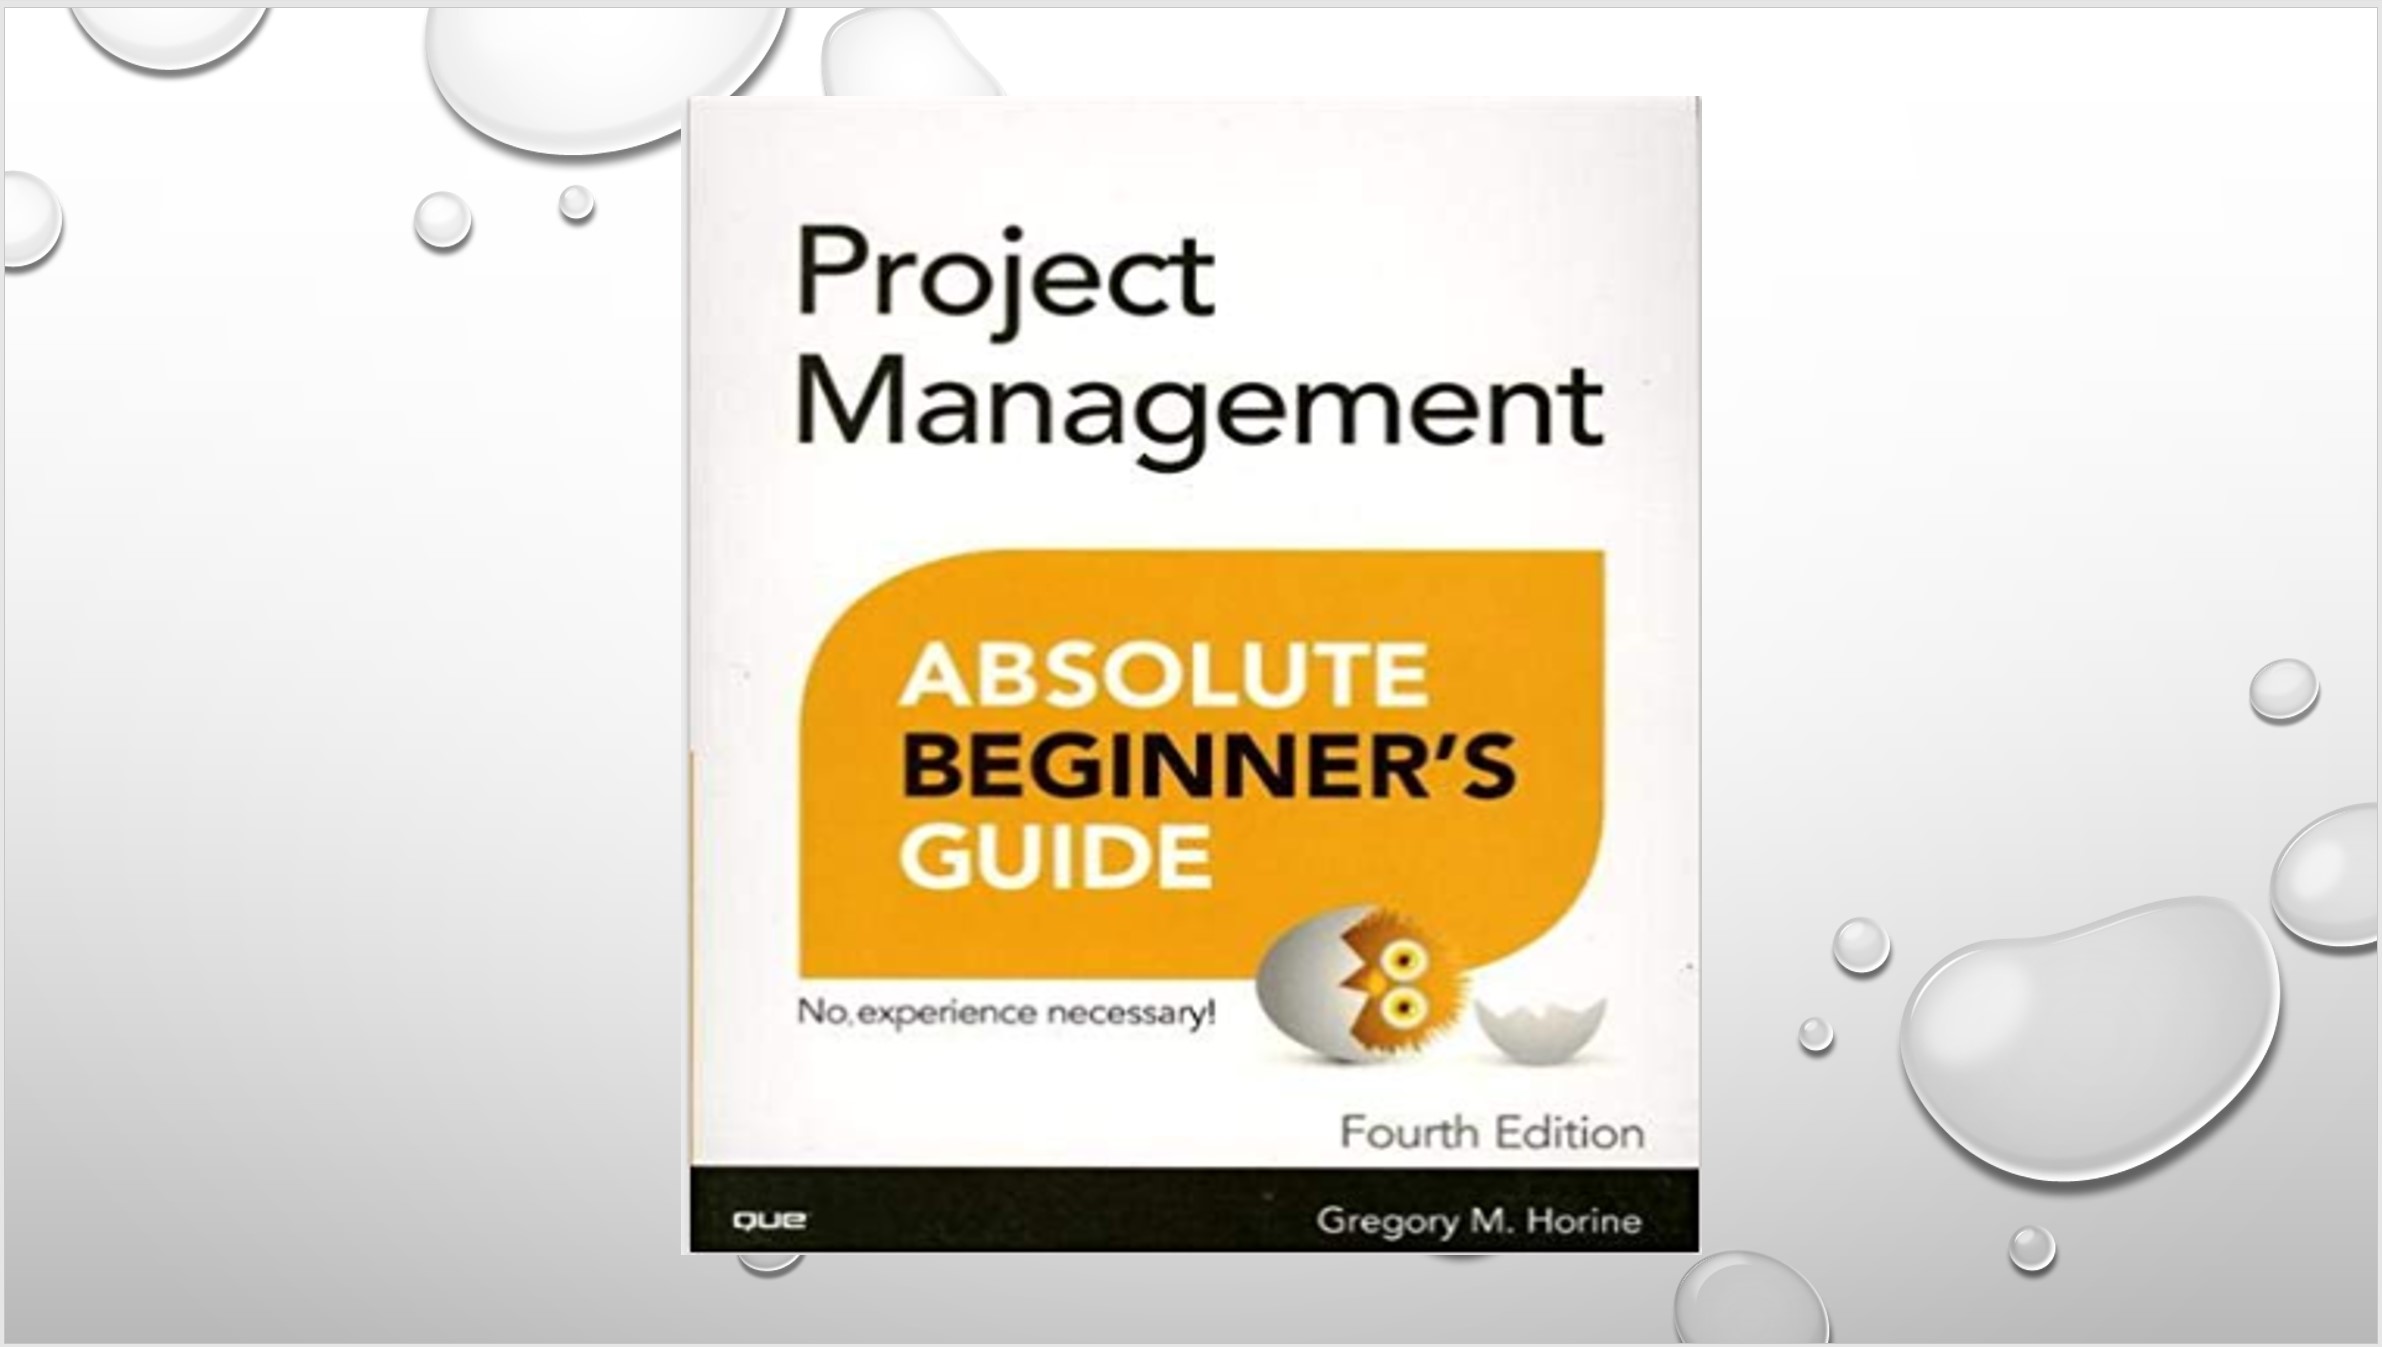 Project
Management
ABSOLUTE
BEGINNER'S
GUIDE
No experience necessary!
Fourth Edition
que
Gregory M. Horine